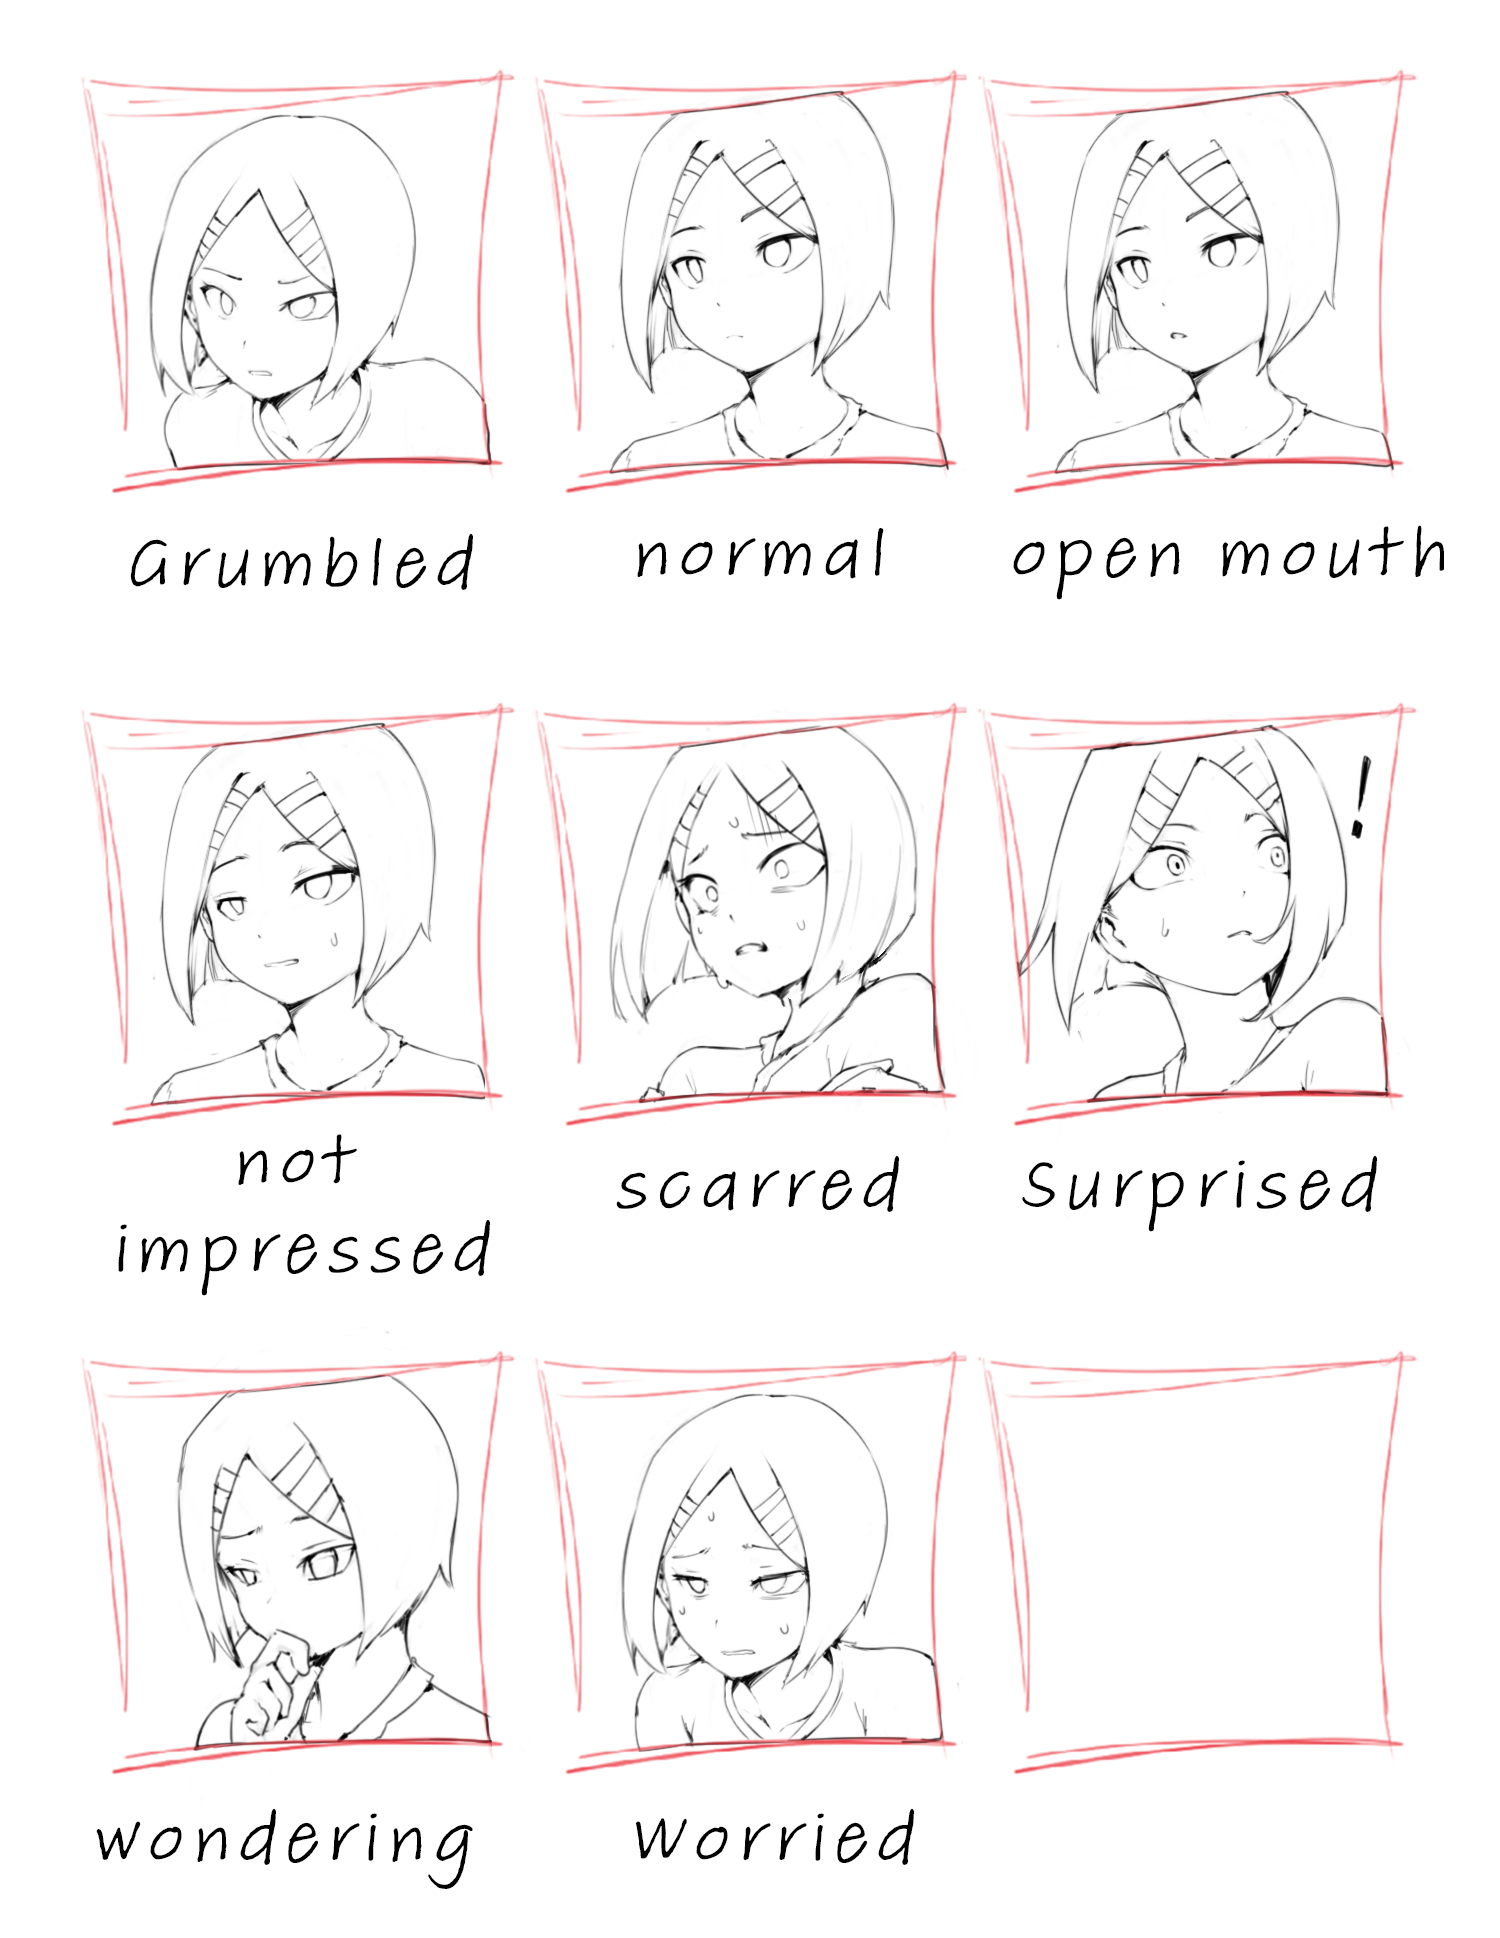 Grumbled
normal
open mouth
!
not
impressed
scarred
Surprised
wondering
Worried